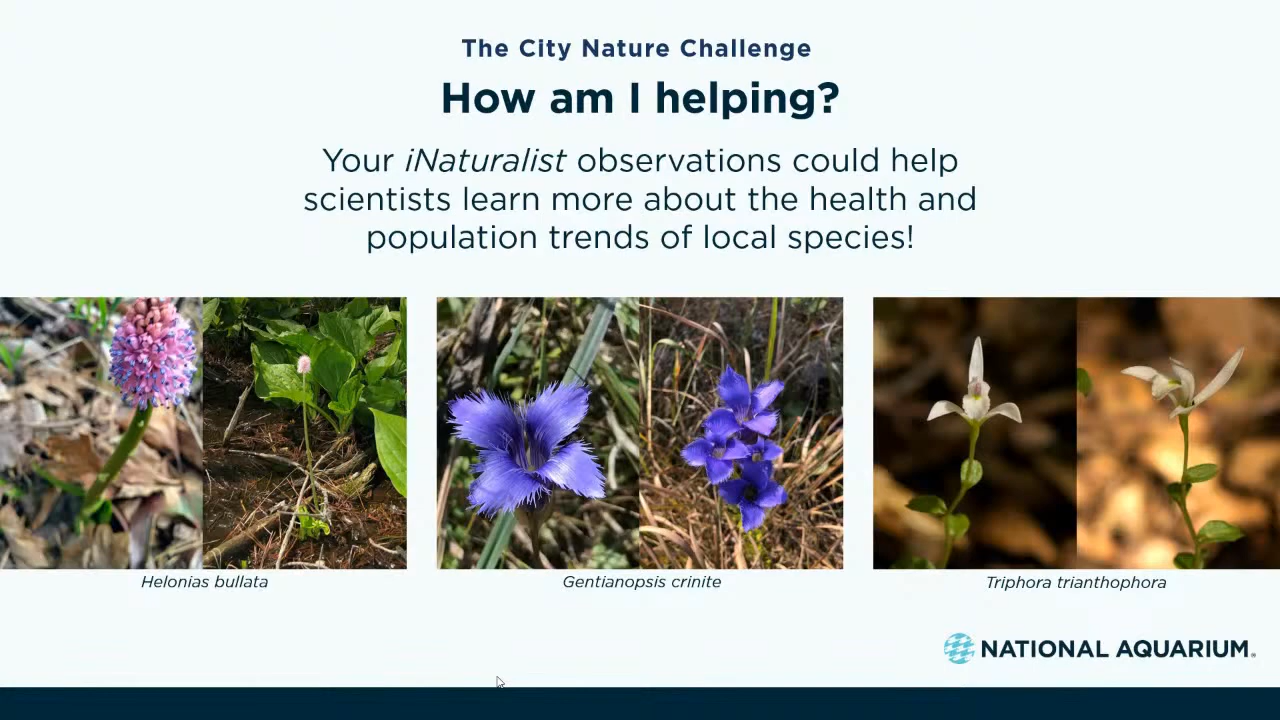 The City Nature Challenge
How am I helping?
Your iNaturalist observations could help
scientists learn more about the health and
population trends of local species!
Helonias bullata
Gentianopsis crinite
Triphora trianthophora
NATIONAL AQUARIUM